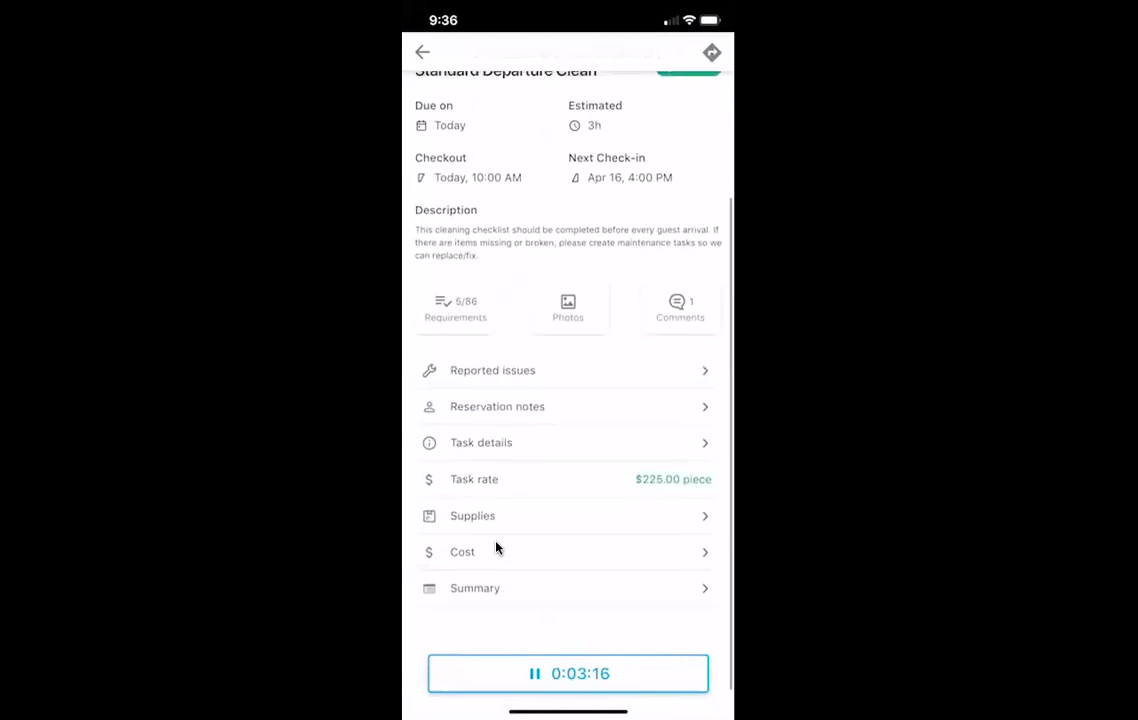 9:36
Standard Departure Clean
Due on
Estimated
Today
3h
Checkout
Next Check-in
Today, 10:00 AM
Apr 16, 4:00 PM
Description
This cleaning checklist should be completed before every guest arrival. If
there are items missing or broken, please create maintenance tasks so we
can replace/fix.
5/86
1
Requirements
Photos
Comments
Reported issues
Reservation notes
Task details
Task rate
$225.00 piece
Supplies
Cost
Summary
0:03:16